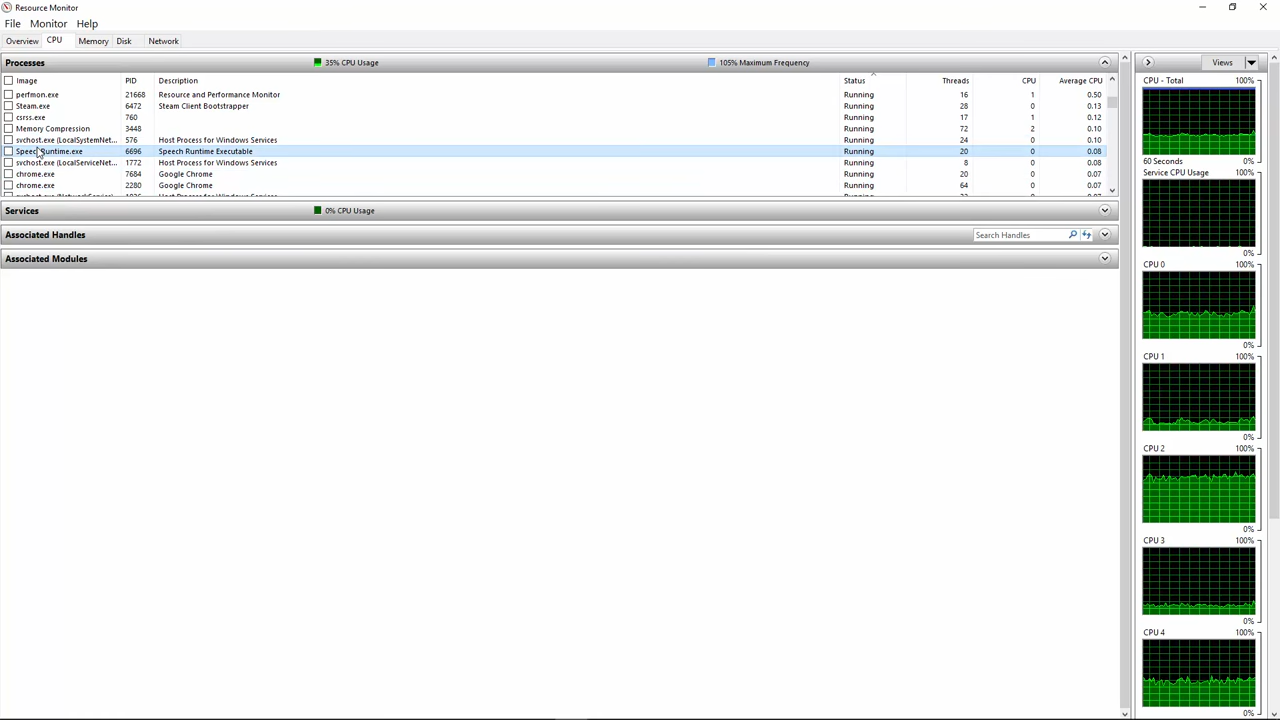 Resource Monitor
File Monitor Help
Overview CPU Memory Disk Network
Processes 35% CPU Usage 105% Maximum Frequency
Image PID Description Status Threads CPU Average CPU
perfmon.exe 21668 Resource and Performance Monitor Running 16 1 0.50
Steam.exe 6472 Steam Client Bootstrapper Running 28 0 0.13
csrss.exe 760 Running 17 1 0.12
Memory Compression 3448 Running 72 2 0.10
svchost.exe (LocalSystemNet... 576 Host Process for Windows Services Running 24 0 0.10
6696 Speech Runtime Executable Running 20 0 0.08
svchost.exe (LocalServiceNet... 1772 Host Process for Windows Services Running 8 0 0.08
chrome.exe 7684 Google Chrome Running 20 0 0.07
chrome.exe 2280 Google Chrome Running 64 0 0.07
Services 0% CPU Usage
Associated Handles Search Handles
Associated Modules
Views
CPU - Total 100%
60 Seconds 0%
Service CPU Usage 100%
0%
CPU 0 100%
0%
CPU 1 100%
0%
CPU 2 100%
0%
CPU 3 100%
0%
CPU 4 100%
0%